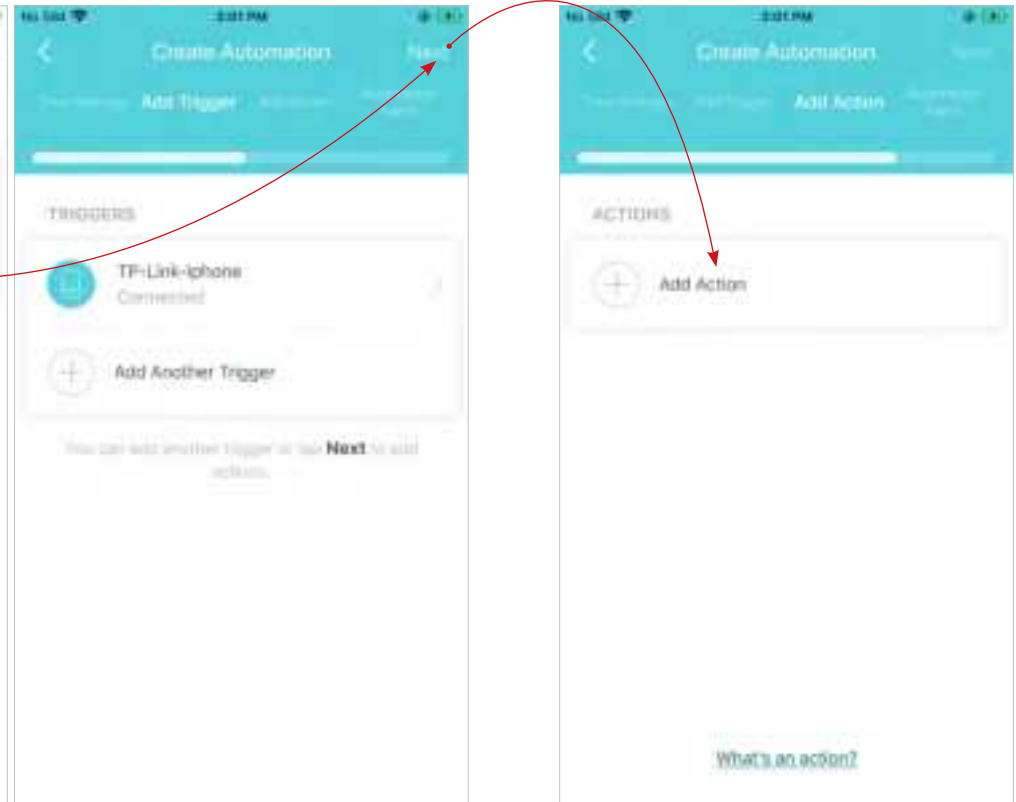 No SIM 2:01 PM
Create Automation Next
Add Trigger
TRIGGERS
TP-Link-iphone
Connected
Add Another Trigger
You can add another trigger or tap Next to add
actions.
No SIM 2:01 PM
Create Automation
Add Action
ACTIONS
Add Action
What's an action?